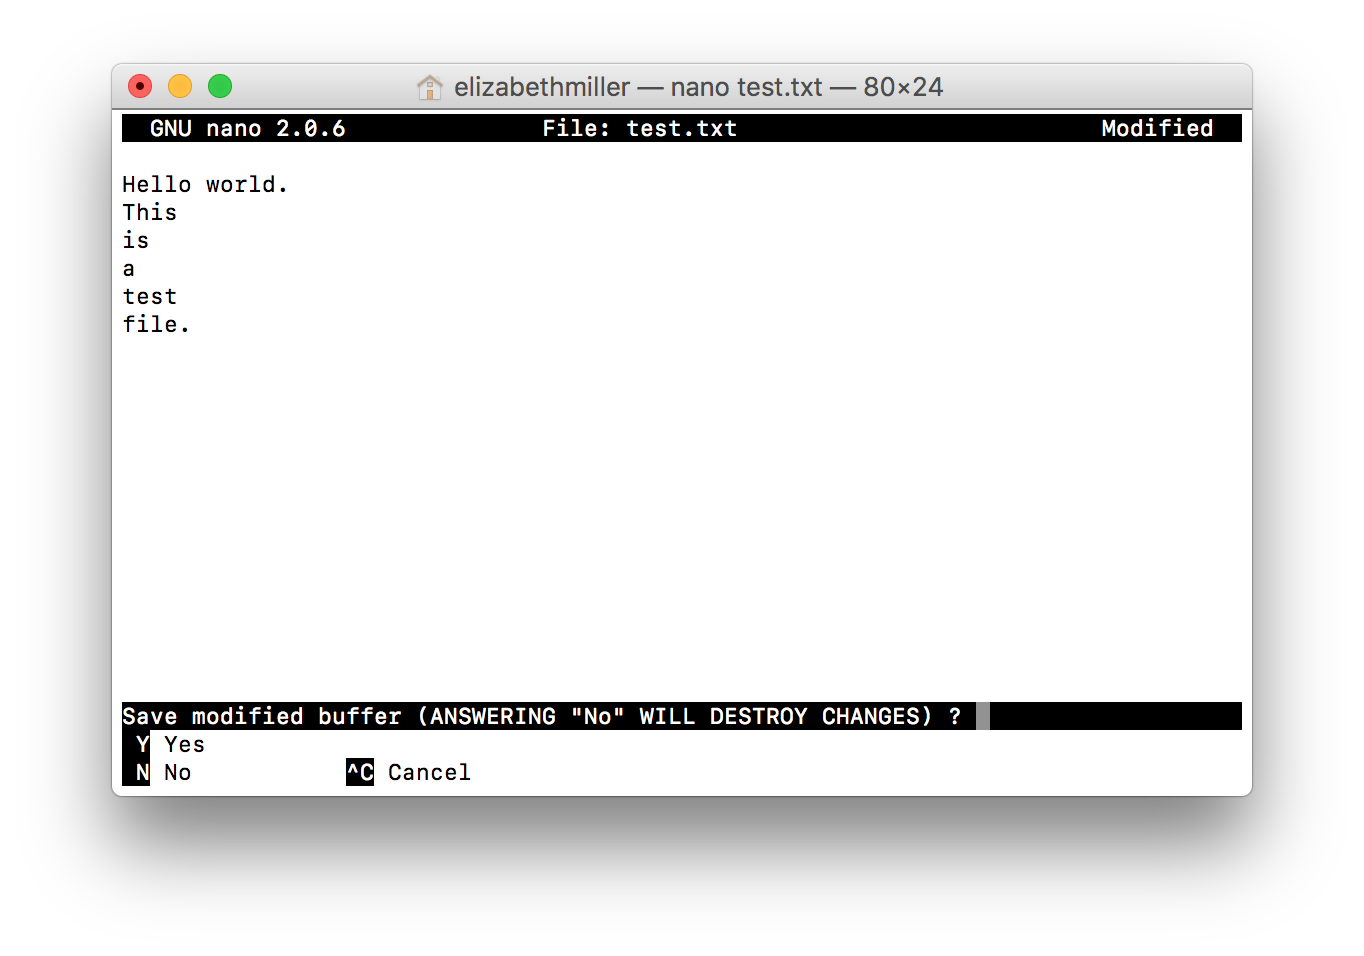 elizabethmiller — nano test.txt — 80×24
GNU nano 2.0.6 File: test.txt Modified
Hello world.
This
is
a
test
file.
Save modified buffer (ANSWERING "No" WILL DESTROY CHANGES) ?
Y Yes
N No ^C Cancel